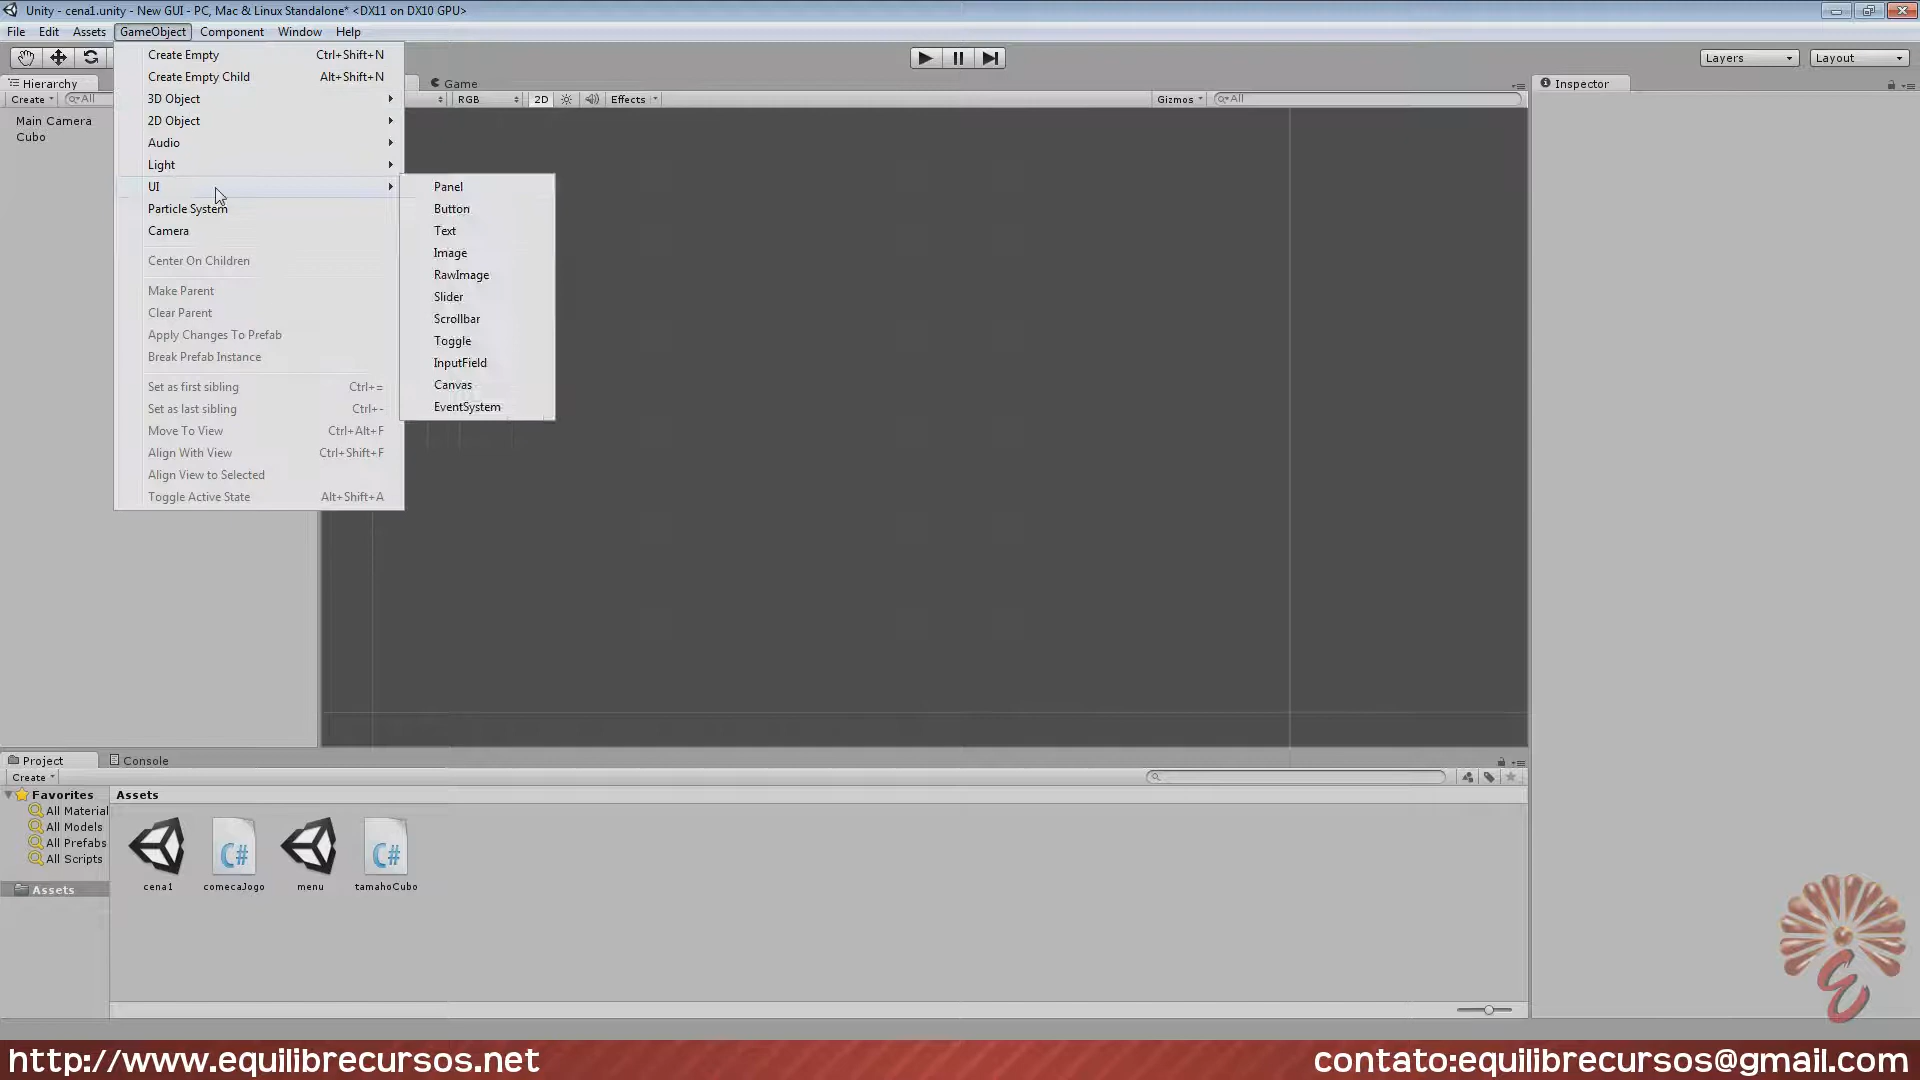 Unity - cena1.unity - New GUI - PC, Mac & Linux Standalone* <DX11 on DX10 GPU>
File Edit Assets GameObject Component Window Help
Layers Layout
Hierarchy
Create All
Main Camera
Cubo
Create Empty Ctrl+Shift+N
Create Empty Child Alt+Shift+N
3D Object
2D Object
Audio
Light
UI
Particle System
Camera
Center On Children
Make Parent
Clear Parent
Apply Changes To Prefab
Break Prefab Instance
Set as first sibling Ctrl+=
Set as last sibling Ctrl+-
Move To View Ctrl+Alt+F
Align With View Ctrl+Shift+F
Align View to Selected
Toggle Active State Alt+Shift+A
Panel
Button
Text
Image
RawImage
Slider
Scrollbar
Toggle
InputField
Canvas
EventSystem
Game
RGB 2D Effects Gizmos All
Inspector
Project Console
Create
Favorites
All Material
All Models
All Prefabs
All Scripts
Assets
Assets
C# C#
cena1 comecaJogo menu tamahoCubo
E
http://www.equilibrecursos.net contato:equilibrecursos@gmail.com